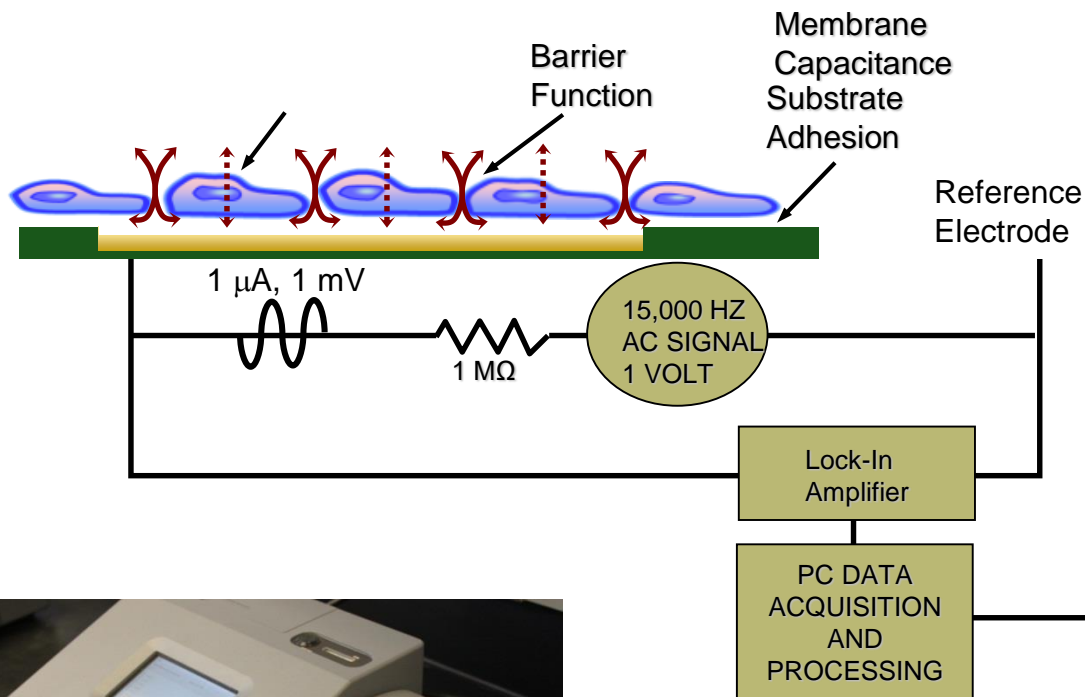 Membrane
Capacitance
Barrier
Function
Substrate
Adhesion
Reference
Electrode
1 μA, 1 mV
1 MΩ
15,000 HZ
AC SIGNAL
1 VOLT
Lock-In
Amplifier
PC DATA
ACQUISITION
AND
PROCESSING